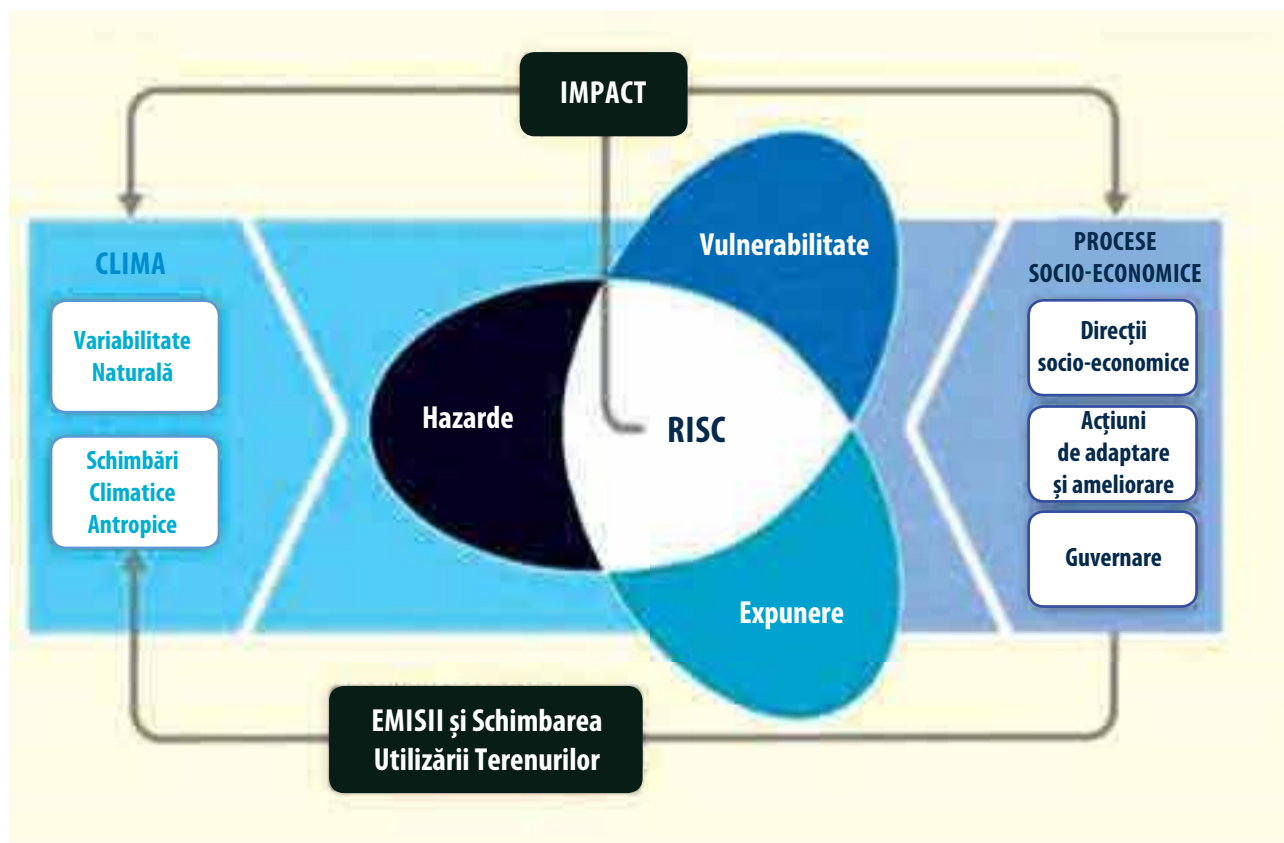 IMPACT
Vulnerabilitate
CLIMA
Variabilitate
Naturală
Schimbări
Climatice
Antropice
Hazarde
RISC
Expunere
PROCESE
SOCIO-ECONOMICE
Direcții
socio-economice
Acțiuni
de adaptare
și ameliorare
Guvernare
EMISII și Schimbarea
Utilizării Terenurilor